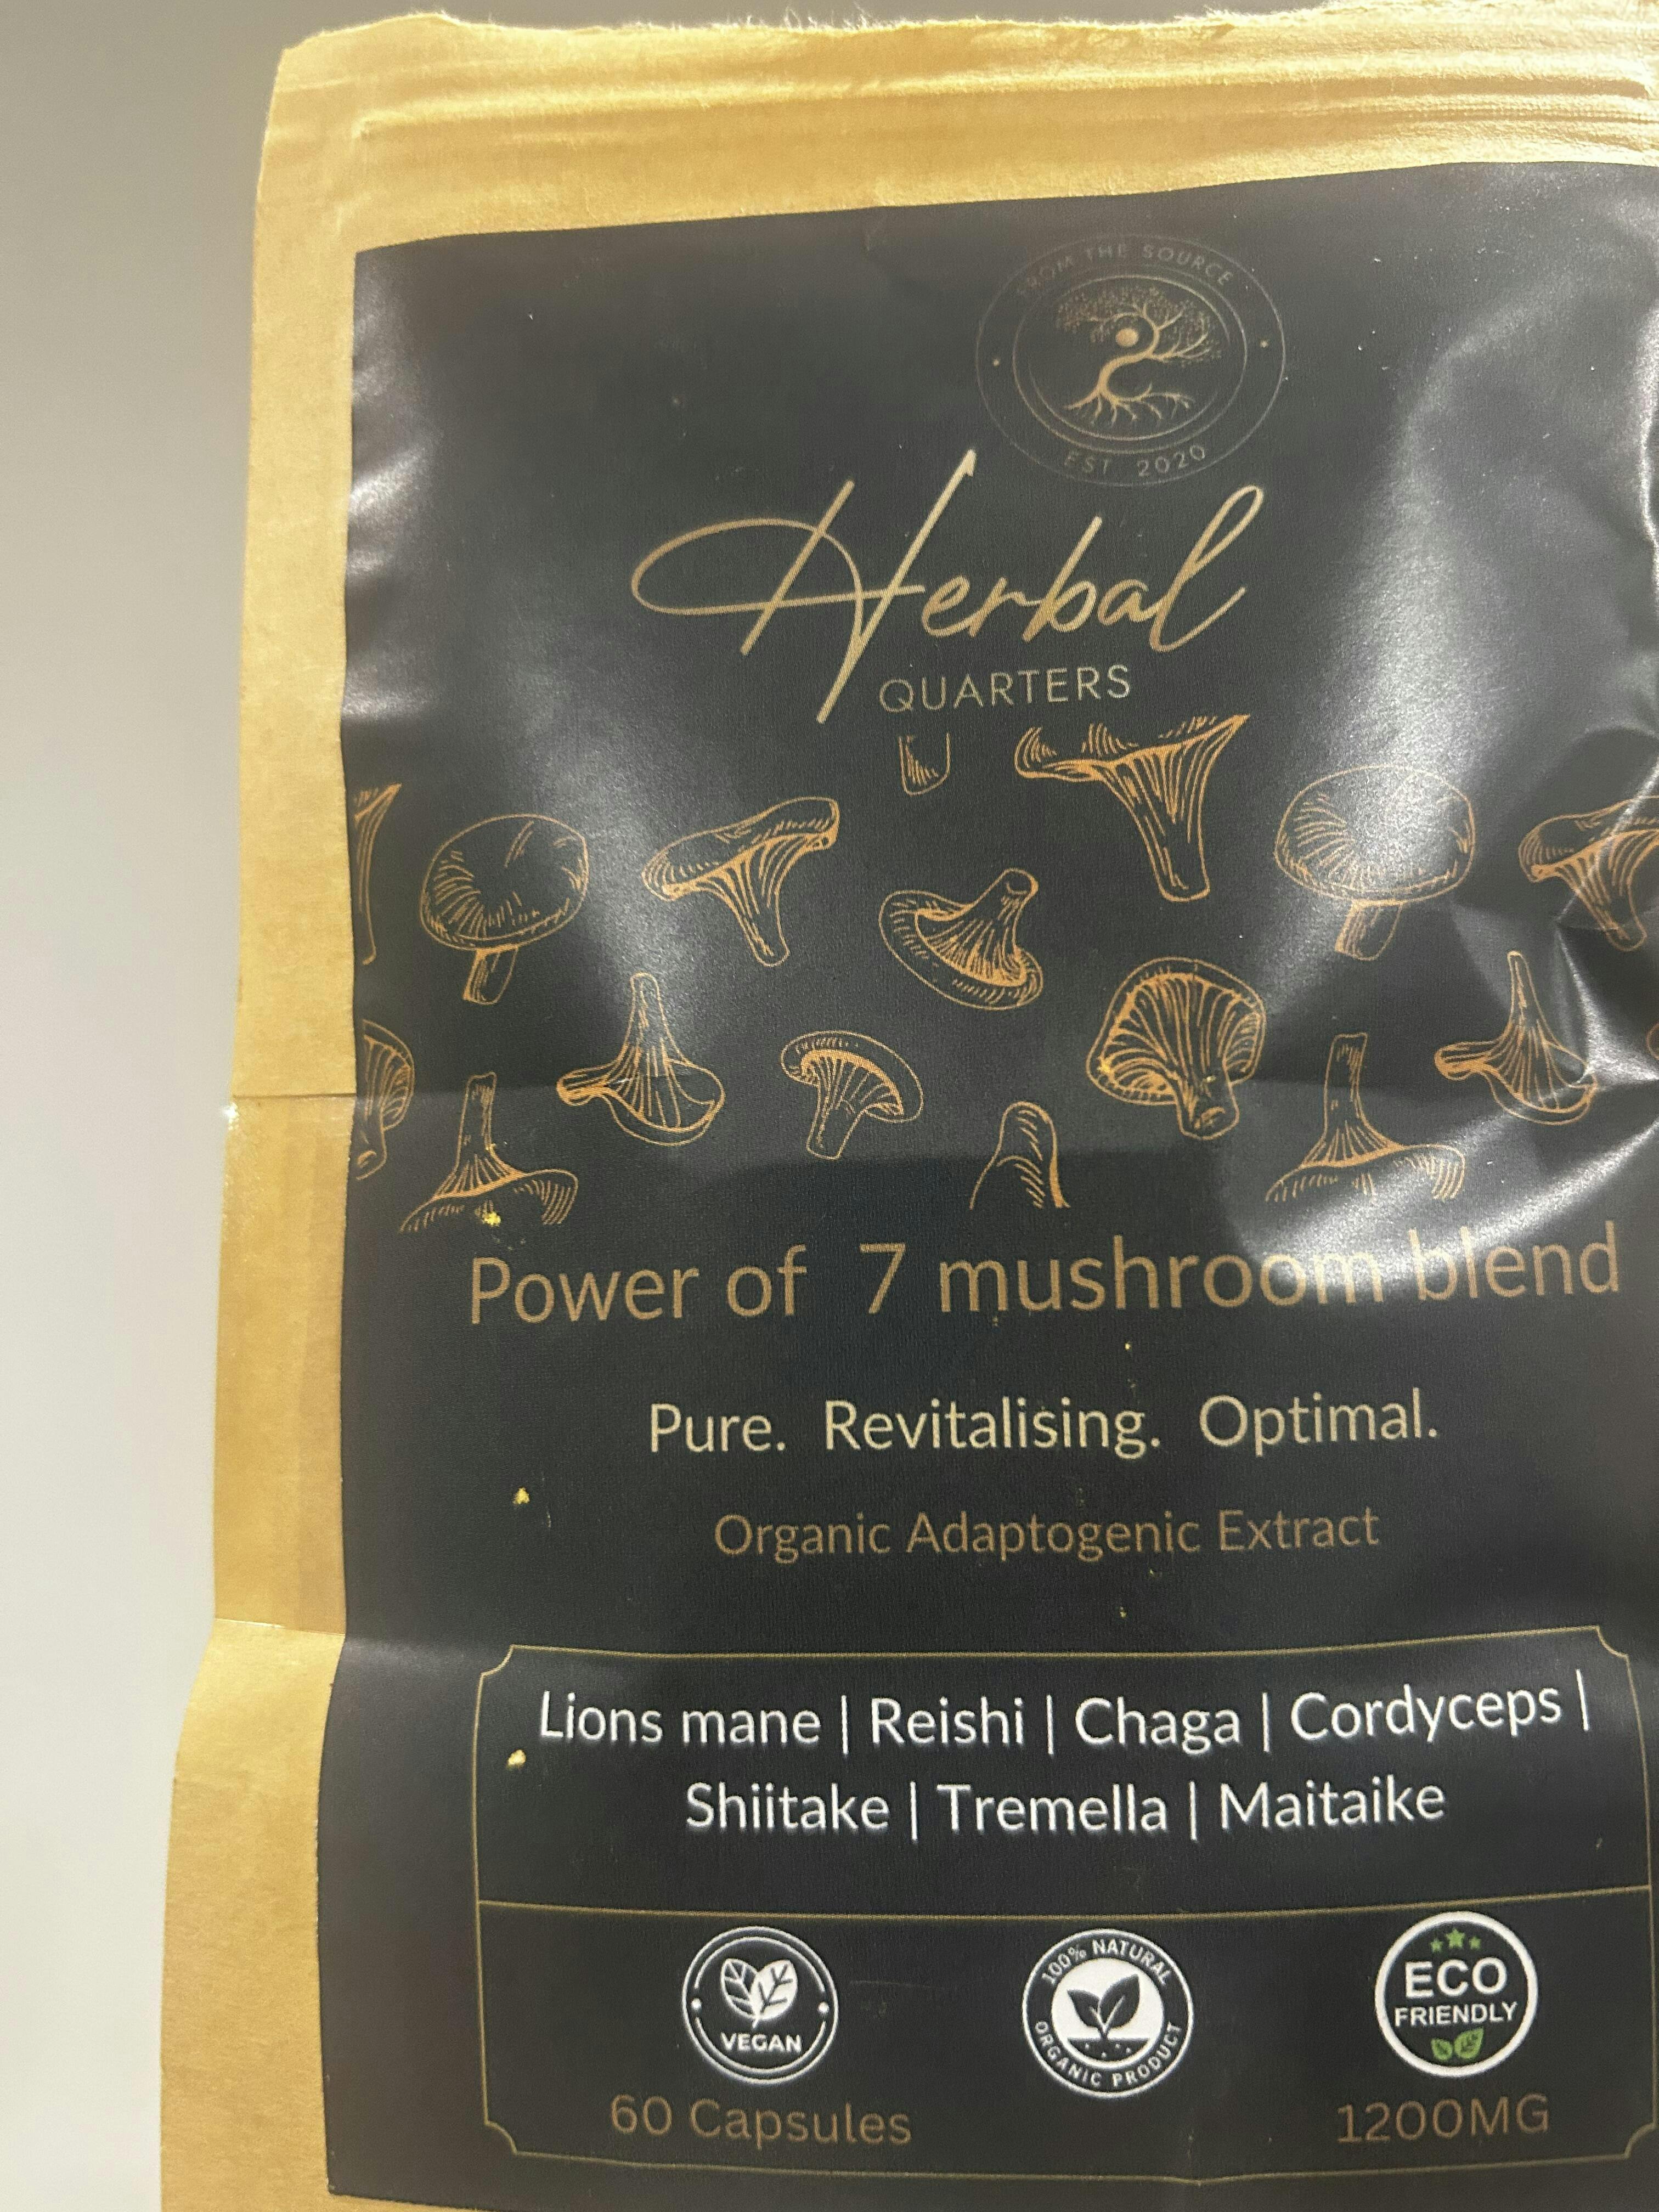 FROM THE SOURCE
EST 2020
Herbal
QUARTERS
Power of 7 mushroom blend
Pure. Revitalising. Optimal.
Organic Adaptogenic Extract
Lions mane | Reishi | Chaga | Cordyceps |
Shiitake | Tremella | Maitaike
VEGAN
100% NATURAL
ORGANIC PRODUCT
ECO
FRIENDLY
60 Capsules
1200MG